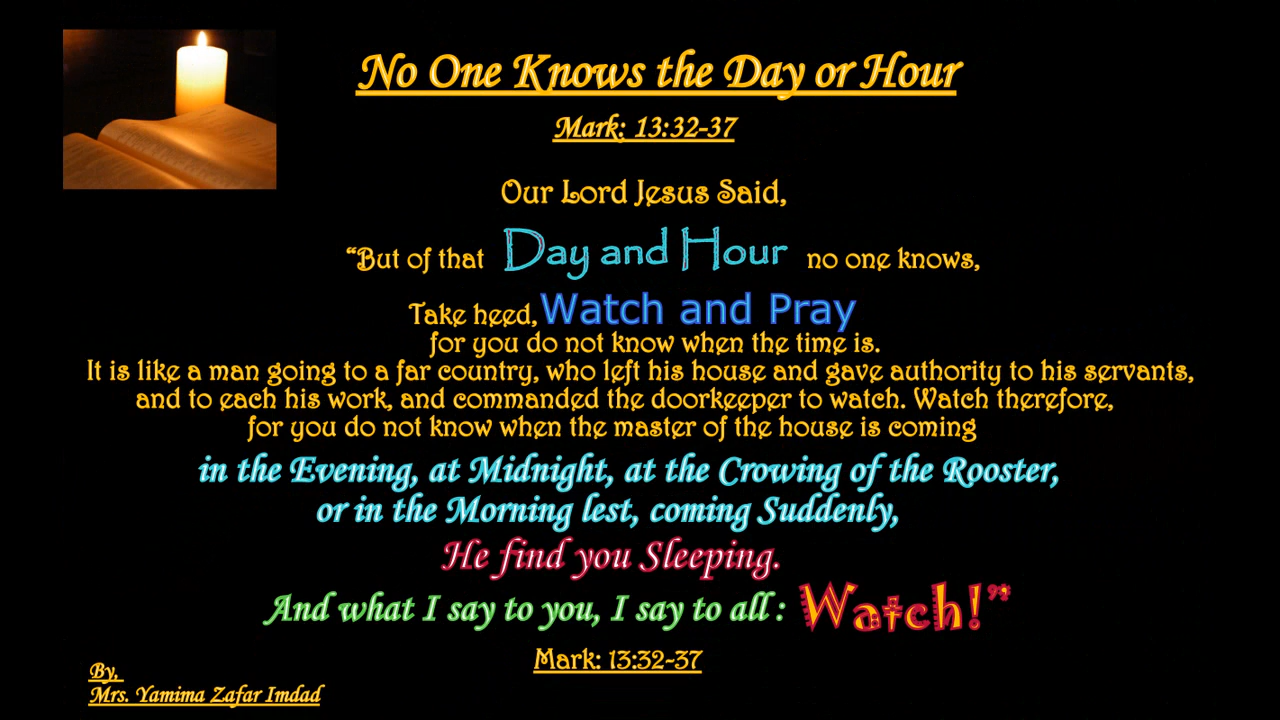 No One Knows the Day or Hour
Mark: 13:32-37
Our Lord Jesus Said,
“But of that Day and Hour no one knows,
Take heed, Watch and Pray
for you do not know when the time is.
It is like a man going to a far country, who left his house and gave authority to his servants,
and to each his work, and commanded the doorkeeper to watch. Watch therefore,
for you do not know when the master of the house is coming
in the Evening, at Midnight, at the Crowing of the Rooster,
or in the Morning lest, coming Suddenly,
He find you Sleeping.
And what I say to you, I say to all : Watch!”
Mark: 13:32-37
By,
Mrs. Yamima Zafar Imdad